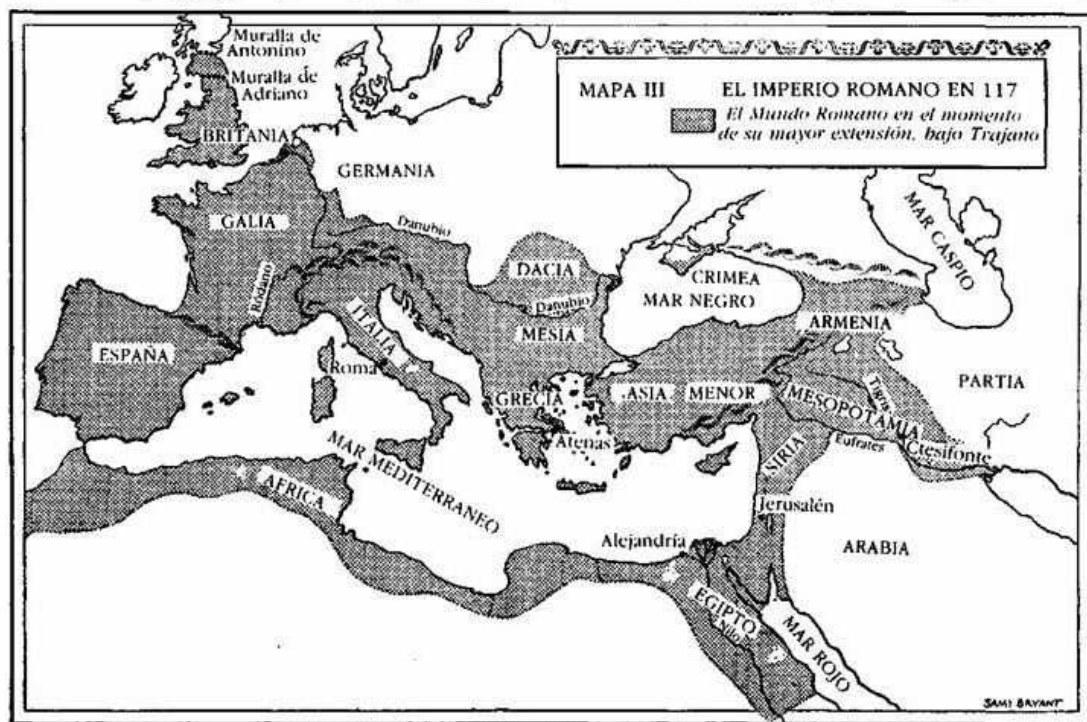 MAPA III EL IMPERIO ROMANO EN 117
El Mundo Romano en el momento
de su mayor extensión, bajo Trajano
Muralla de
Antonino
Muralla de
Adriano
BRITANIA
GERMANIA
GALIA
Danubio
Ródano
DACIA
Danubio
MESIA
CRIMEA
MAR NEGRO
MAR CASPIO
ARMENIA
ESPAÑA
ITALIA
Roma
GRECIA
Atenas
ASIA MENOR
MESOPOTAMIA
Tigris
PARTIA
Eufrates
Ctesifonte
SIRIA
MAR MEDITERRANEO
AFRICA
Jerusalén
Alejandría
ARABIA
EGIPTO
Nilo
MAR ROJO
SAMI BRYANT